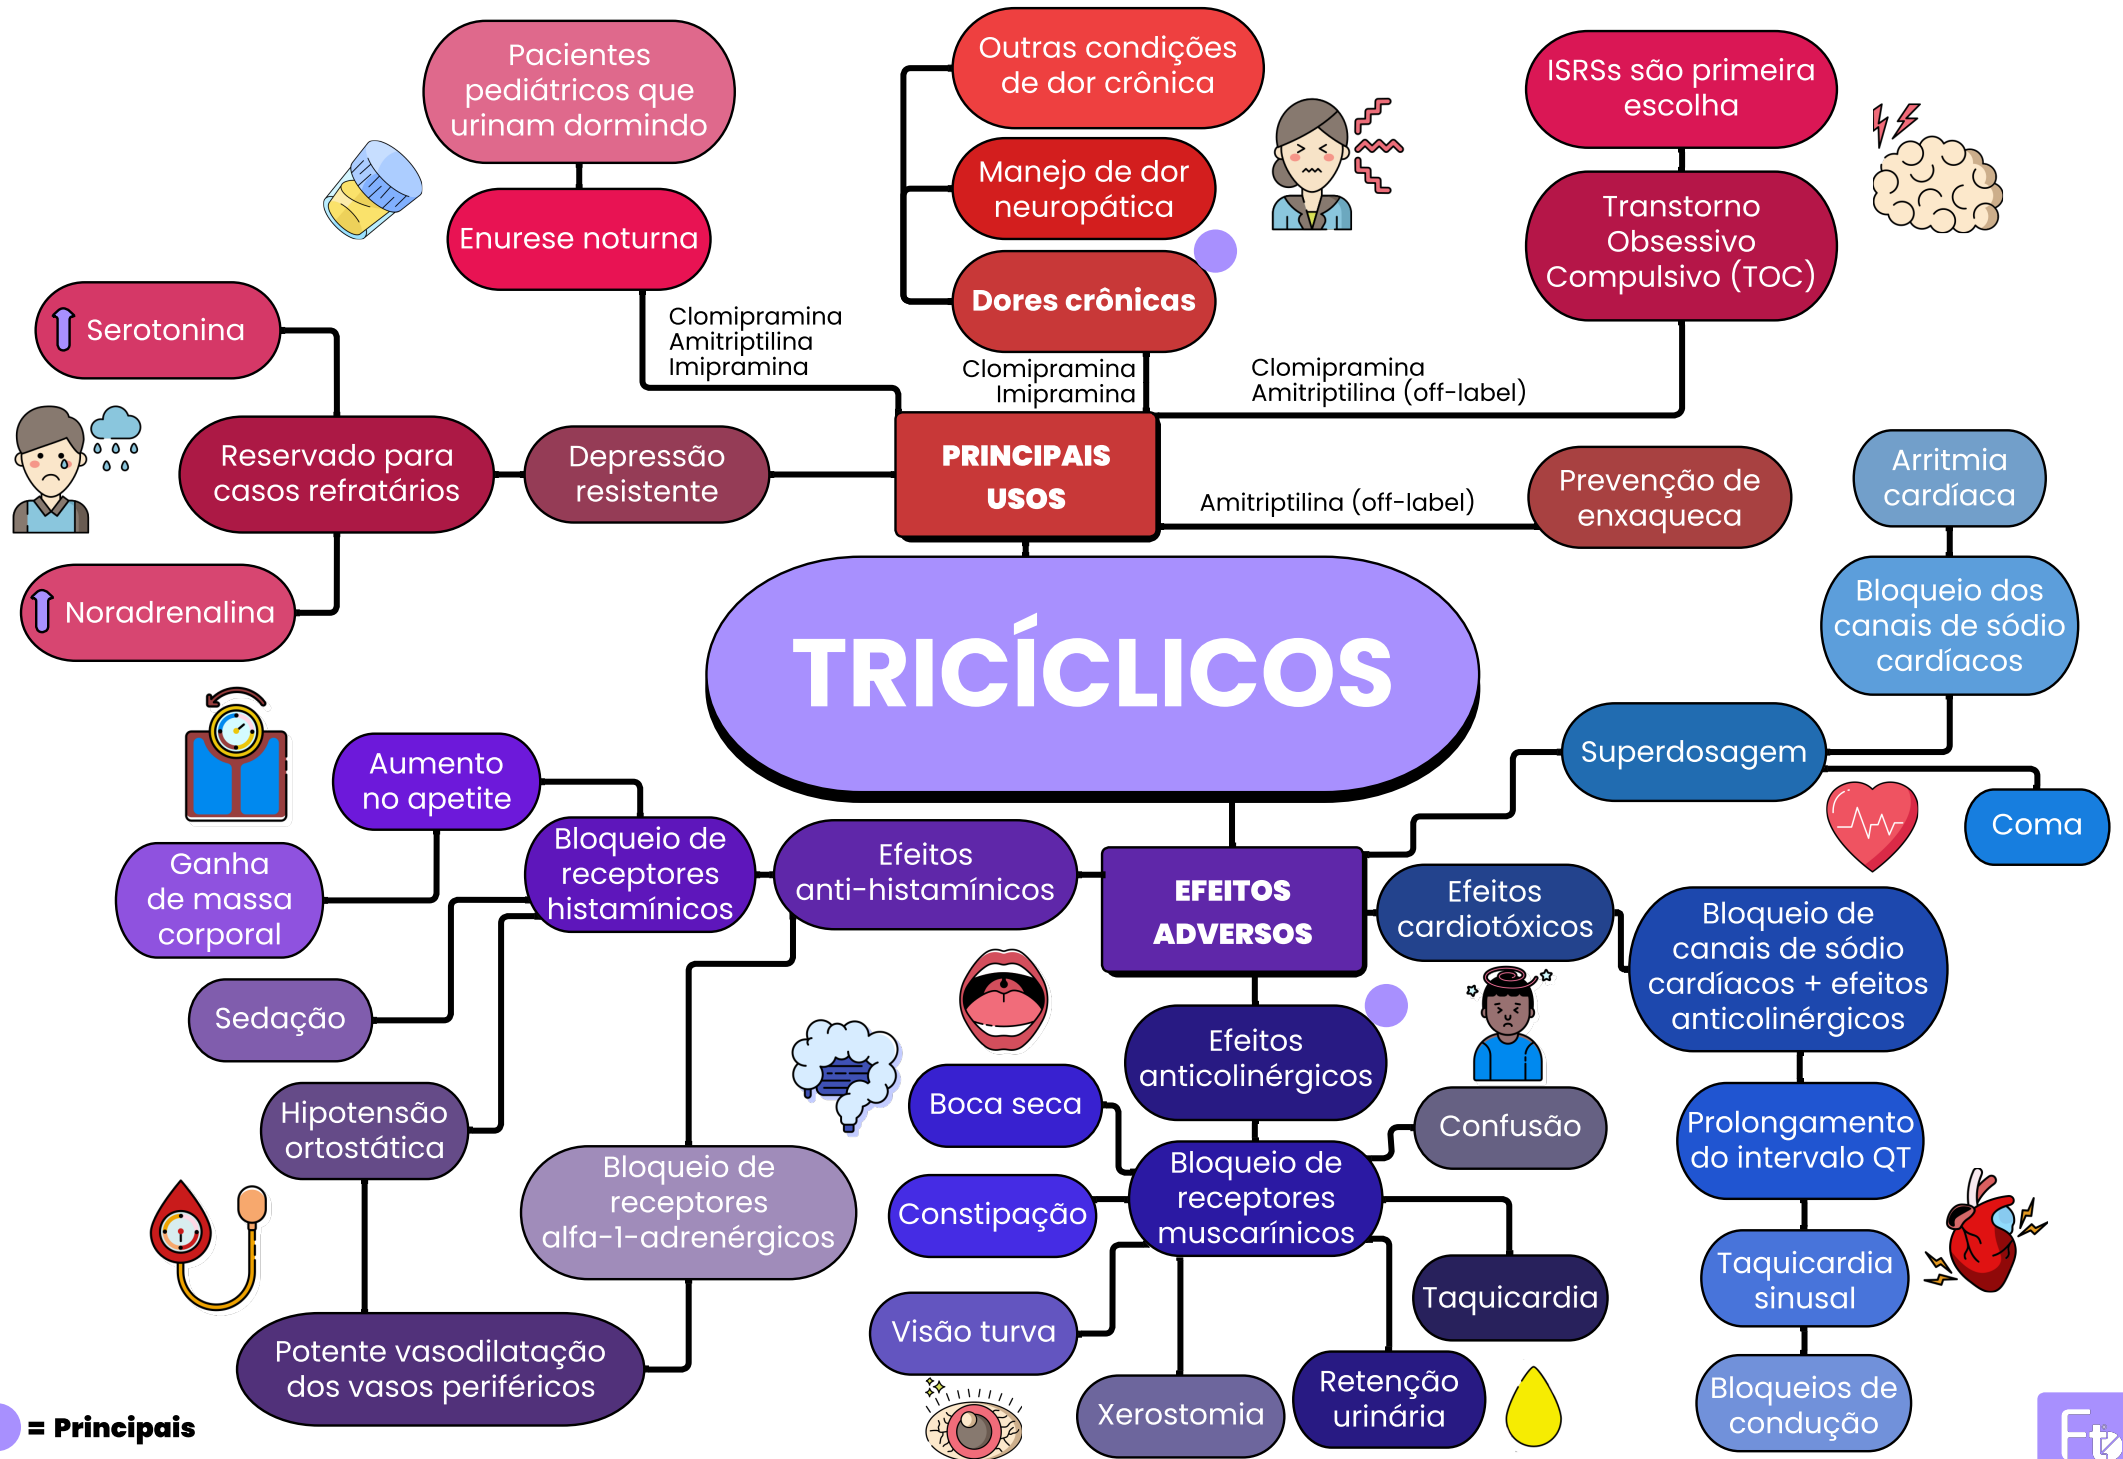 Pacientes
pediátricos que
urinam dormindo
Enurese noturna
Outras condições
de dor crônica
Manejo de dor
neuropática
Dores crônicas
ISRSs são primeira
escolha
Transtorno
Obsessivo
Compulsivo (TOC)
Clomipramina
Amitriptilina
Imipramina
Clomipramina
Imipramina
Clomipramina
Amitriptilina (off-label)
Serotonina
Reservado para
casos refratários
Depressão
resistente
Noradrenalina
PRINCIPAIS
USOS
Amitriptilina (off-label)
Prevenção de
enxaqueca
TRICÍCLICOS
Arritmia
cardíaca
Bloqueio dos
canais de sódio
cardíacos
Superdosagem
Coma
Aumento
no apetite
Ganha
de massa
corporal
Bloqueio de
receptores
histamínicos
Efeitos
anti-histamínicos
EFEITOS
ADVERSOS
Efeitos
cardiotóxicos
Bloqueio de
canais de sódio
cardíacos + efeitos
anticolinérgicos
Sedação
Hipotensão
ortostática
Bloqueio de
receptores
alfa-1-adrenérgicos
Potente vasodilatação
dos vasos periféricos
Efeitos
anticolinérgicos
Boca seca
Confusão
Bloqueio de
receptores
muscarínicos
Constipação
Visão turva
Xerostomia
Retenção
urinária
Taquicardia
Prolongamento
do intervalo QT
Taquicardia
sinusal
Bloqueios de
condução
= Principais
Ft